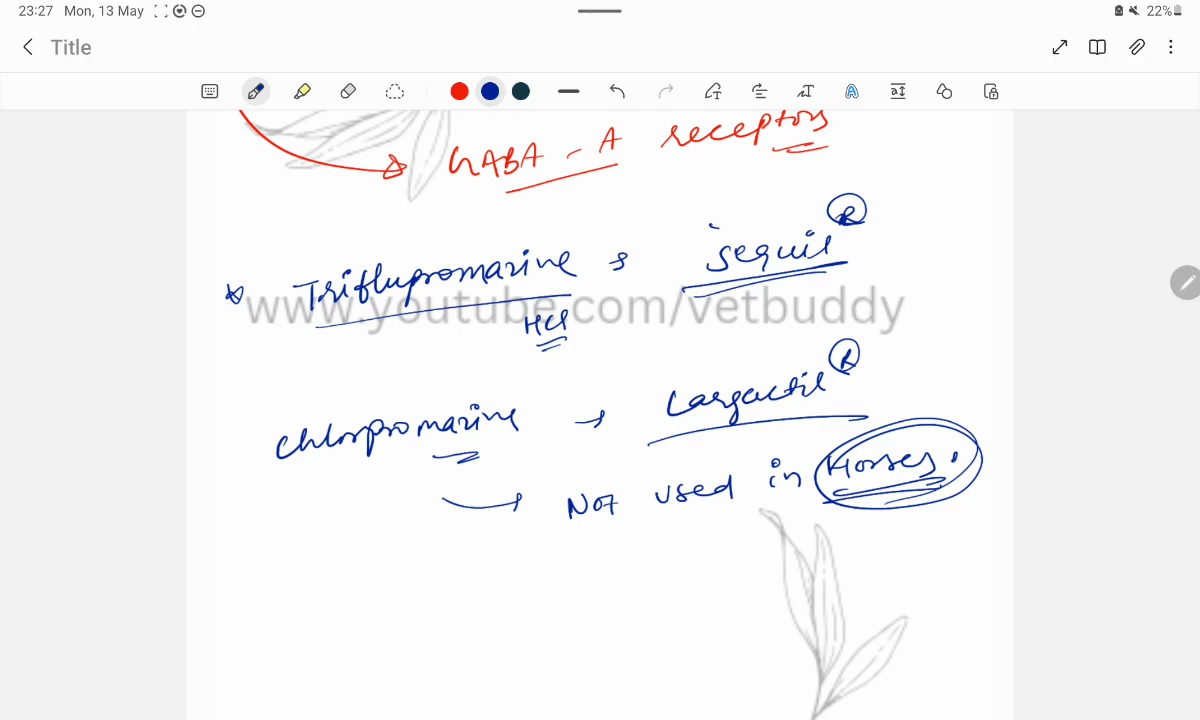 23:27 Mon, 13 May 22%
Title
GABA - A receptors
Triflupromazine → Sequil ®
HCl
www.youtube.com/vetbuddy
Chlorpromazine → Largactil ®
→ Not used in Horses.